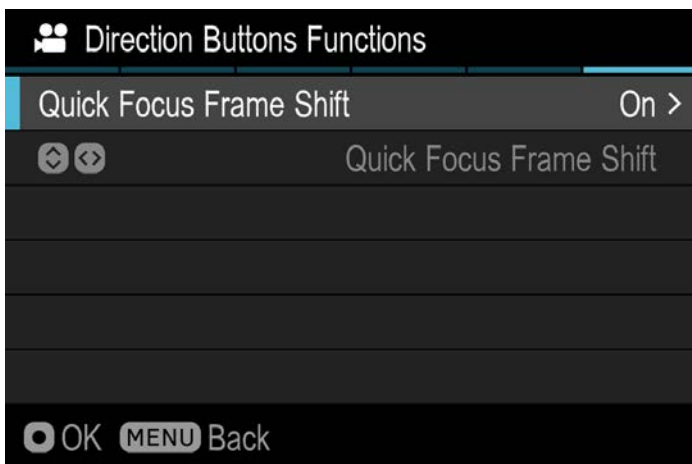 Direction Buttons Functions
Quick Focus Frame Shift On >
Quick Focus Frame Shift
OK MENU Back